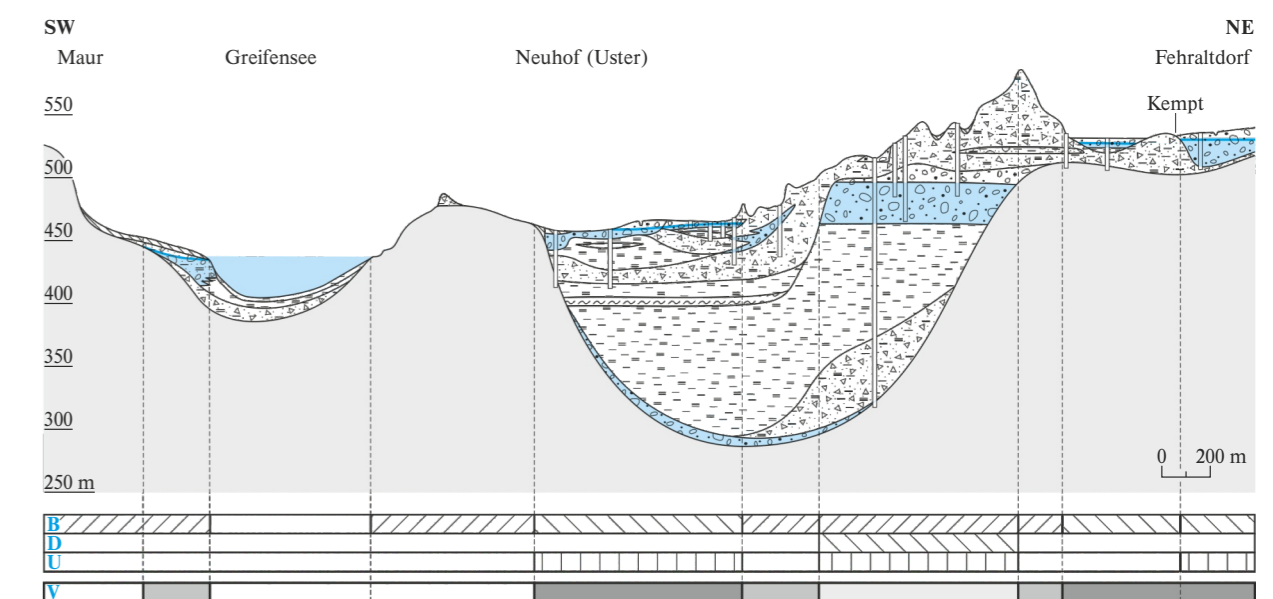 SW NE
Maur Greifensee Neuhof (Uster) Fehraltdorf
Kempt
550
500
450
400
350
300
250 m
0 200 m
B
D
U
V